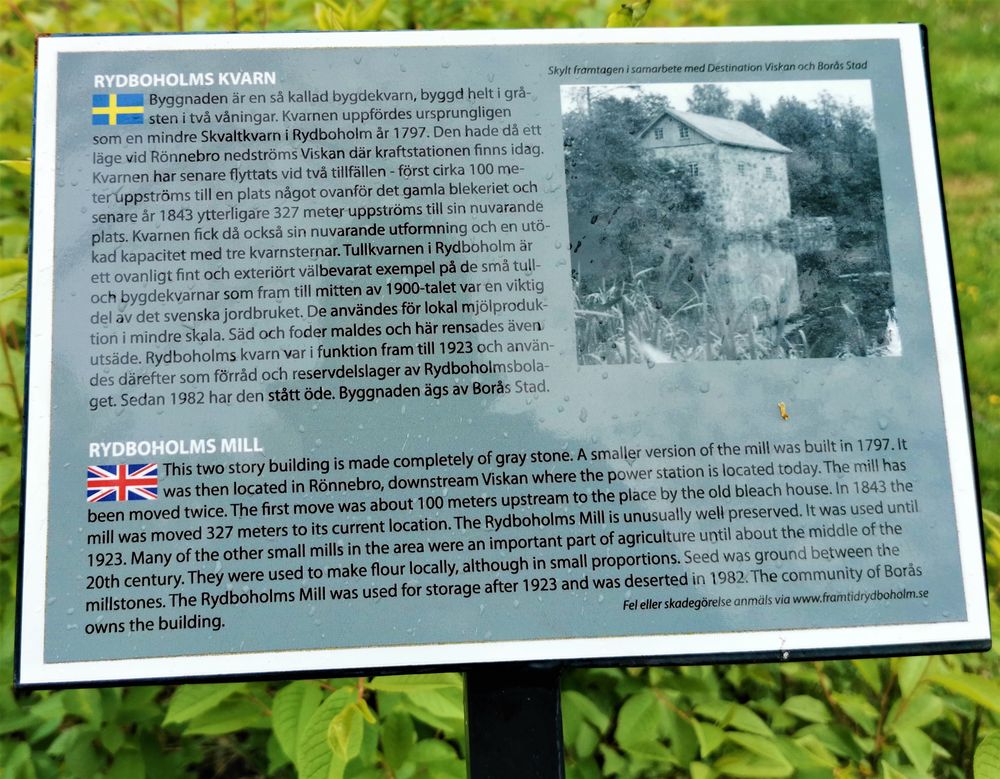 Skylt framtagen i samarbete med Destination Viskan och Borås Stad
RYDBOHOLMS KVARN
Byggnaden är en så kallad bygdekvarn, byggd helt i grå-
sten i två våningar. Kvarnen uppfördes ursprungligen
som en mindre Skvaltkvarn i Rydboholm år 1797. Den hade då ett
läge vid Rönnebro nedströms Viskan där kraftstationen finns idag.
Kvarnen har senare flyttats vid två tillfällen - först cirka 100 me-
ter uppströms till en plats något ovanför det gamla blekeriet och
senare år 1843 ytterligare 327 meter uppströms till sin nuvarande
plats. Kvarnen fick då också sin nuvarande utformning och en utö-
kad kapacitet med tre kvarnsternar. Tullkvarnen i Rydboholm är
ett ovanligt fint och exteriört välbevarat exempel på de små tull-
och bygdekvarnar som fram till mitten av 1900-talet var en viktig
del av det svenska jordbruket. De användes för lokal mjölproduk-
tion i mindre skala. Säd och foder maldes och här rensades även
utsäde. Rydboholms kvarn var i funktion fram till 1923 och använ-
des därefter som förråd och reservdelslager av Rydboholmsbola-
get. Sedan 1982 har den stått öde. Byggnaden ägs av Borås Stad.
RYDBOHOLMS MILL
This two story building is made completely of gray stone. A smaller version of the mill was built in 1797. It
was then located in Rönnebro, downstream Viskan where the power station is located today. The mill has
been moved twice. The first move was about 100 meters upstream to the place by the old bleach house. In 1843 the
mill was moved 327 meters to its current location. The Rydboholms Mill is unusually well preserved. It was used until
1923. Many of the other small mills in the area were an important part of agriculture until about the middle of the
20th century. They were used to make flour locally, although in small proportions. Seed was ground between the
millstones. The Rydboholms Mill was used for storage after 1923 and was deserted in 1982. The community of Borås
owns the building.
Fel eller skadegörelse anmäls via www.framtidrydboholm.se